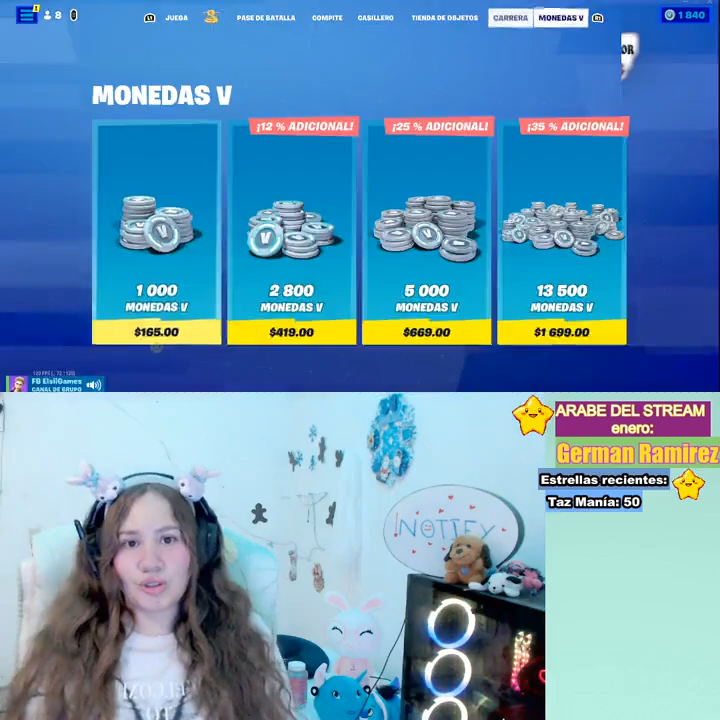 8
JUEGA
PASE DE BATALLA
COMPITE
CASILLERO
TIENDA DE OBJETOS
CARRERA
MONEDAS V
1 840
OR
MONEDAS V
¡12 % ADICIONAL!
¡25 % ADICIONAL!
¡35 % ADICIONAL!
1 000
MONEDAS V
$165.00
2 800
MONEDAS V
$419.00
5 000
MONEDAS V
$669.00
13 500
MONEDAS V
$1 699.00
FB ElsiiGames
CANAL DE GRUPO
ARABE DEL STREAM
enero:
German Ramirez
Estrellas recientes:
Taz Manía: 50